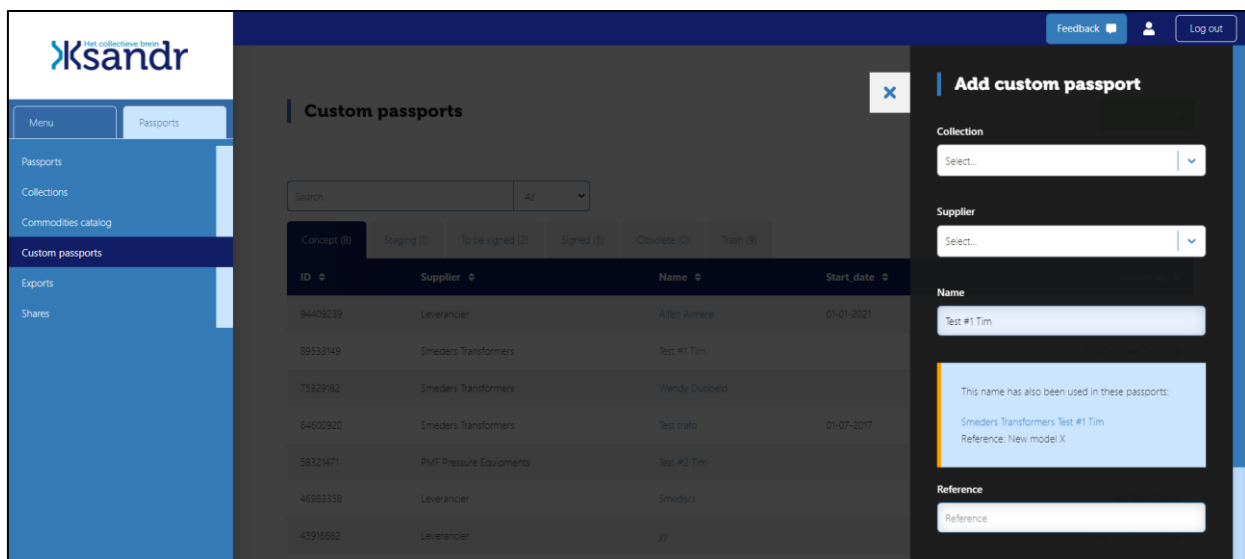 Het collectieve brein
Ksandr
Feedback
Log out
Menu
Passports
Passports
Collections
Commodities catalog
Custom passports
Exports
Shares
Custom passports
Search...
All
Concept (8) Staging (1) To be signed (2) Signed (5) Obsolete (0) Trash (9)
ID Supplier Name Start_date
94409239 Leverancier Alfen Almere 01-01-2021
89533149 Smeders Transformers Test #1 Tim
75329182 Smeders Transformers Wendy Dubbeld
64600920 Smeders Transformers Test trafo 01-07-2017
58321471 PMF Pressure Equipments Test #2 Tim
46983358 Leverancier Smeders
45916682 Leverancier yy
Add custom passport
Collection
Select...
Supplier
Select...
Name
Test #1 Tim
This name has also been used in these passports:
Smeders Transformers Test #1 Tim
Reference: New model X
Reference
Reference